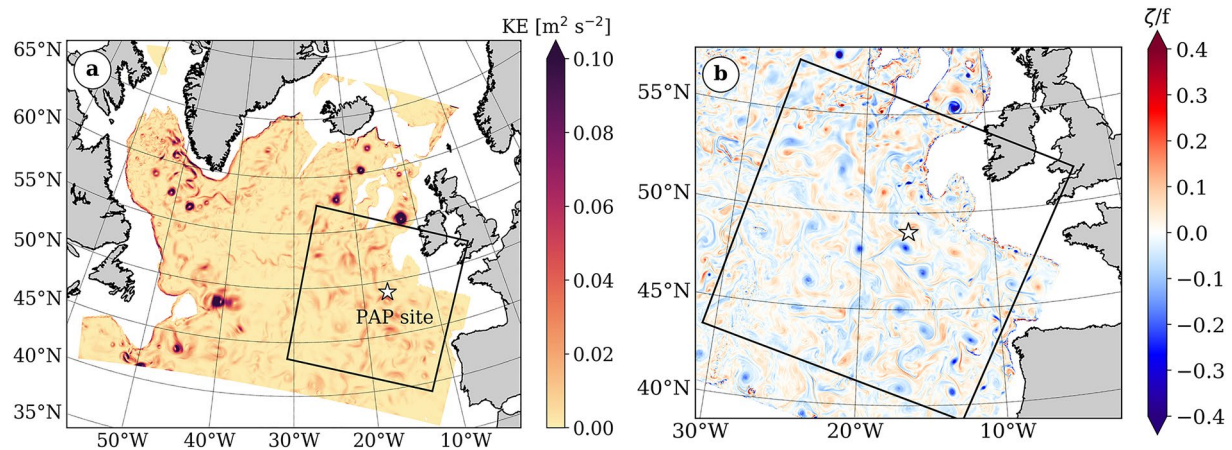 KE [m² s⁻²]
a
65°N
60°N
55°N
50°N
45°N
40°N
35°N
50°W
40°W
30°W
20°W
10°W
PAP site
0.10
0.08
0.06
0.04
0.02
0.00
ζ/f
b
55°N
50°N
45°N
40°N
30°W
20°W
10°W
0.4
0.3
0.2
0.1
0.0
−0.1
−0.2
−0.3
−0.4